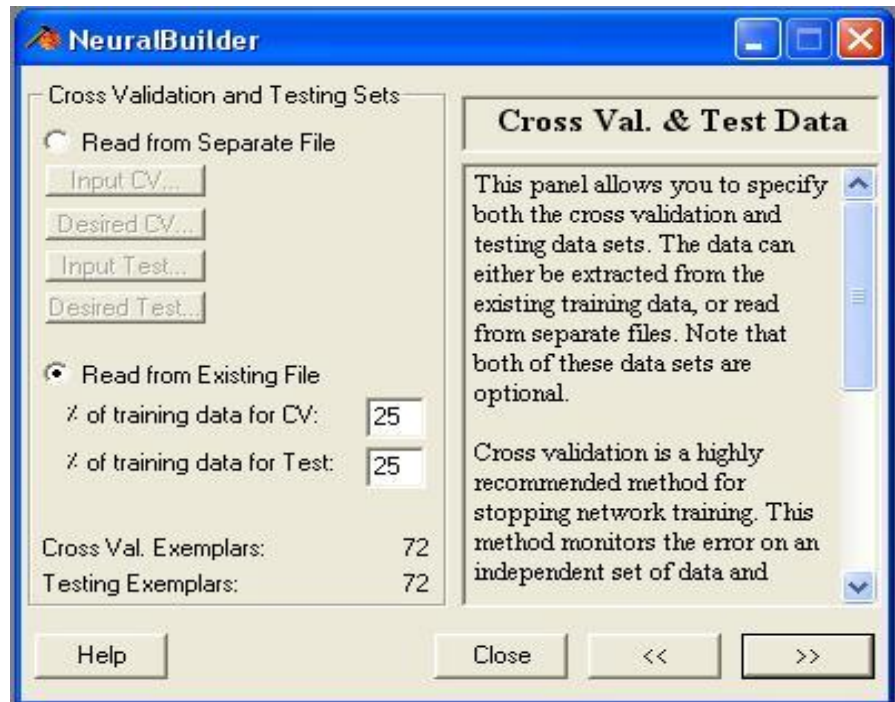 NeuralBuilder
Cross Validation and Testing Sets
Read from Separate File
Input CV...
Desired CV...
Input Test...
Desired Test...
Read from Existing File
% of training data for CV: 25
% of training data for Test: 25
Cross Val. Exemplars: 72
Testing Exemplars: 72
Cross Val. & Test Data
This panel allows you to specify
both the cross validation and
testing data sets. The data can
either be extracted from the
existing training data, or read
from separate files. Note that
both of these data sets are
optional.
Cross validation is a highly
recommended method for
stopping network training. This
method monitors the error on an
independent set of data and
Help
Close
<<
>>